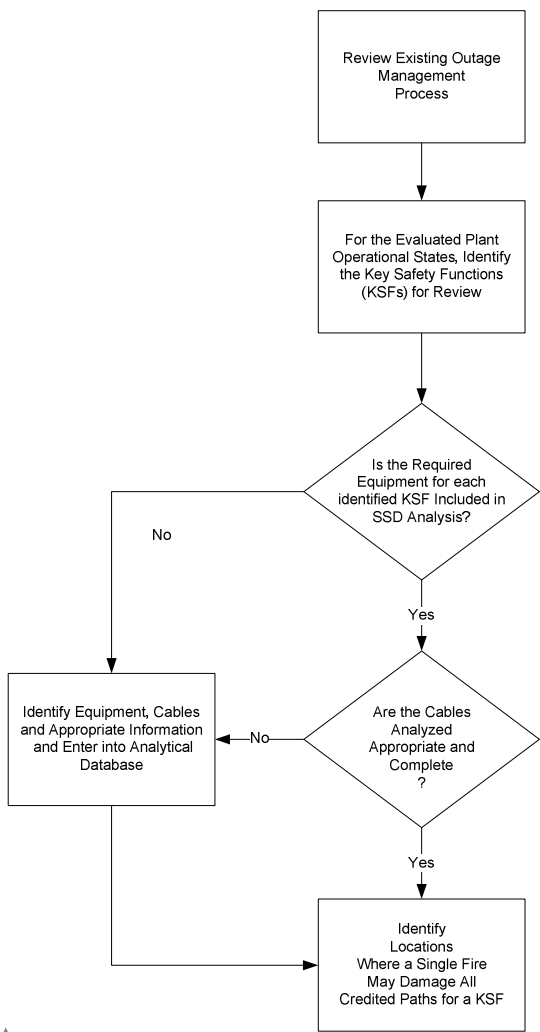 Review Existing Outage
Management
Process
For the Evaluated Plant
Operational States, Identify
the Key Safety Functions
(KSFs) for Review
Is the Required
Equipment for each
identified KSF Included in
SSD Analysis?
No
Yes
Identify Equipment, Cables
and Appropriate Information
and Enter into Analytical
Database
No
Are the Cables
Analyzed
Appropriate and
Complete
?
Yes
Identify
Locations
Where a Single Fire
May Damage All
Credited Paths for a KSF